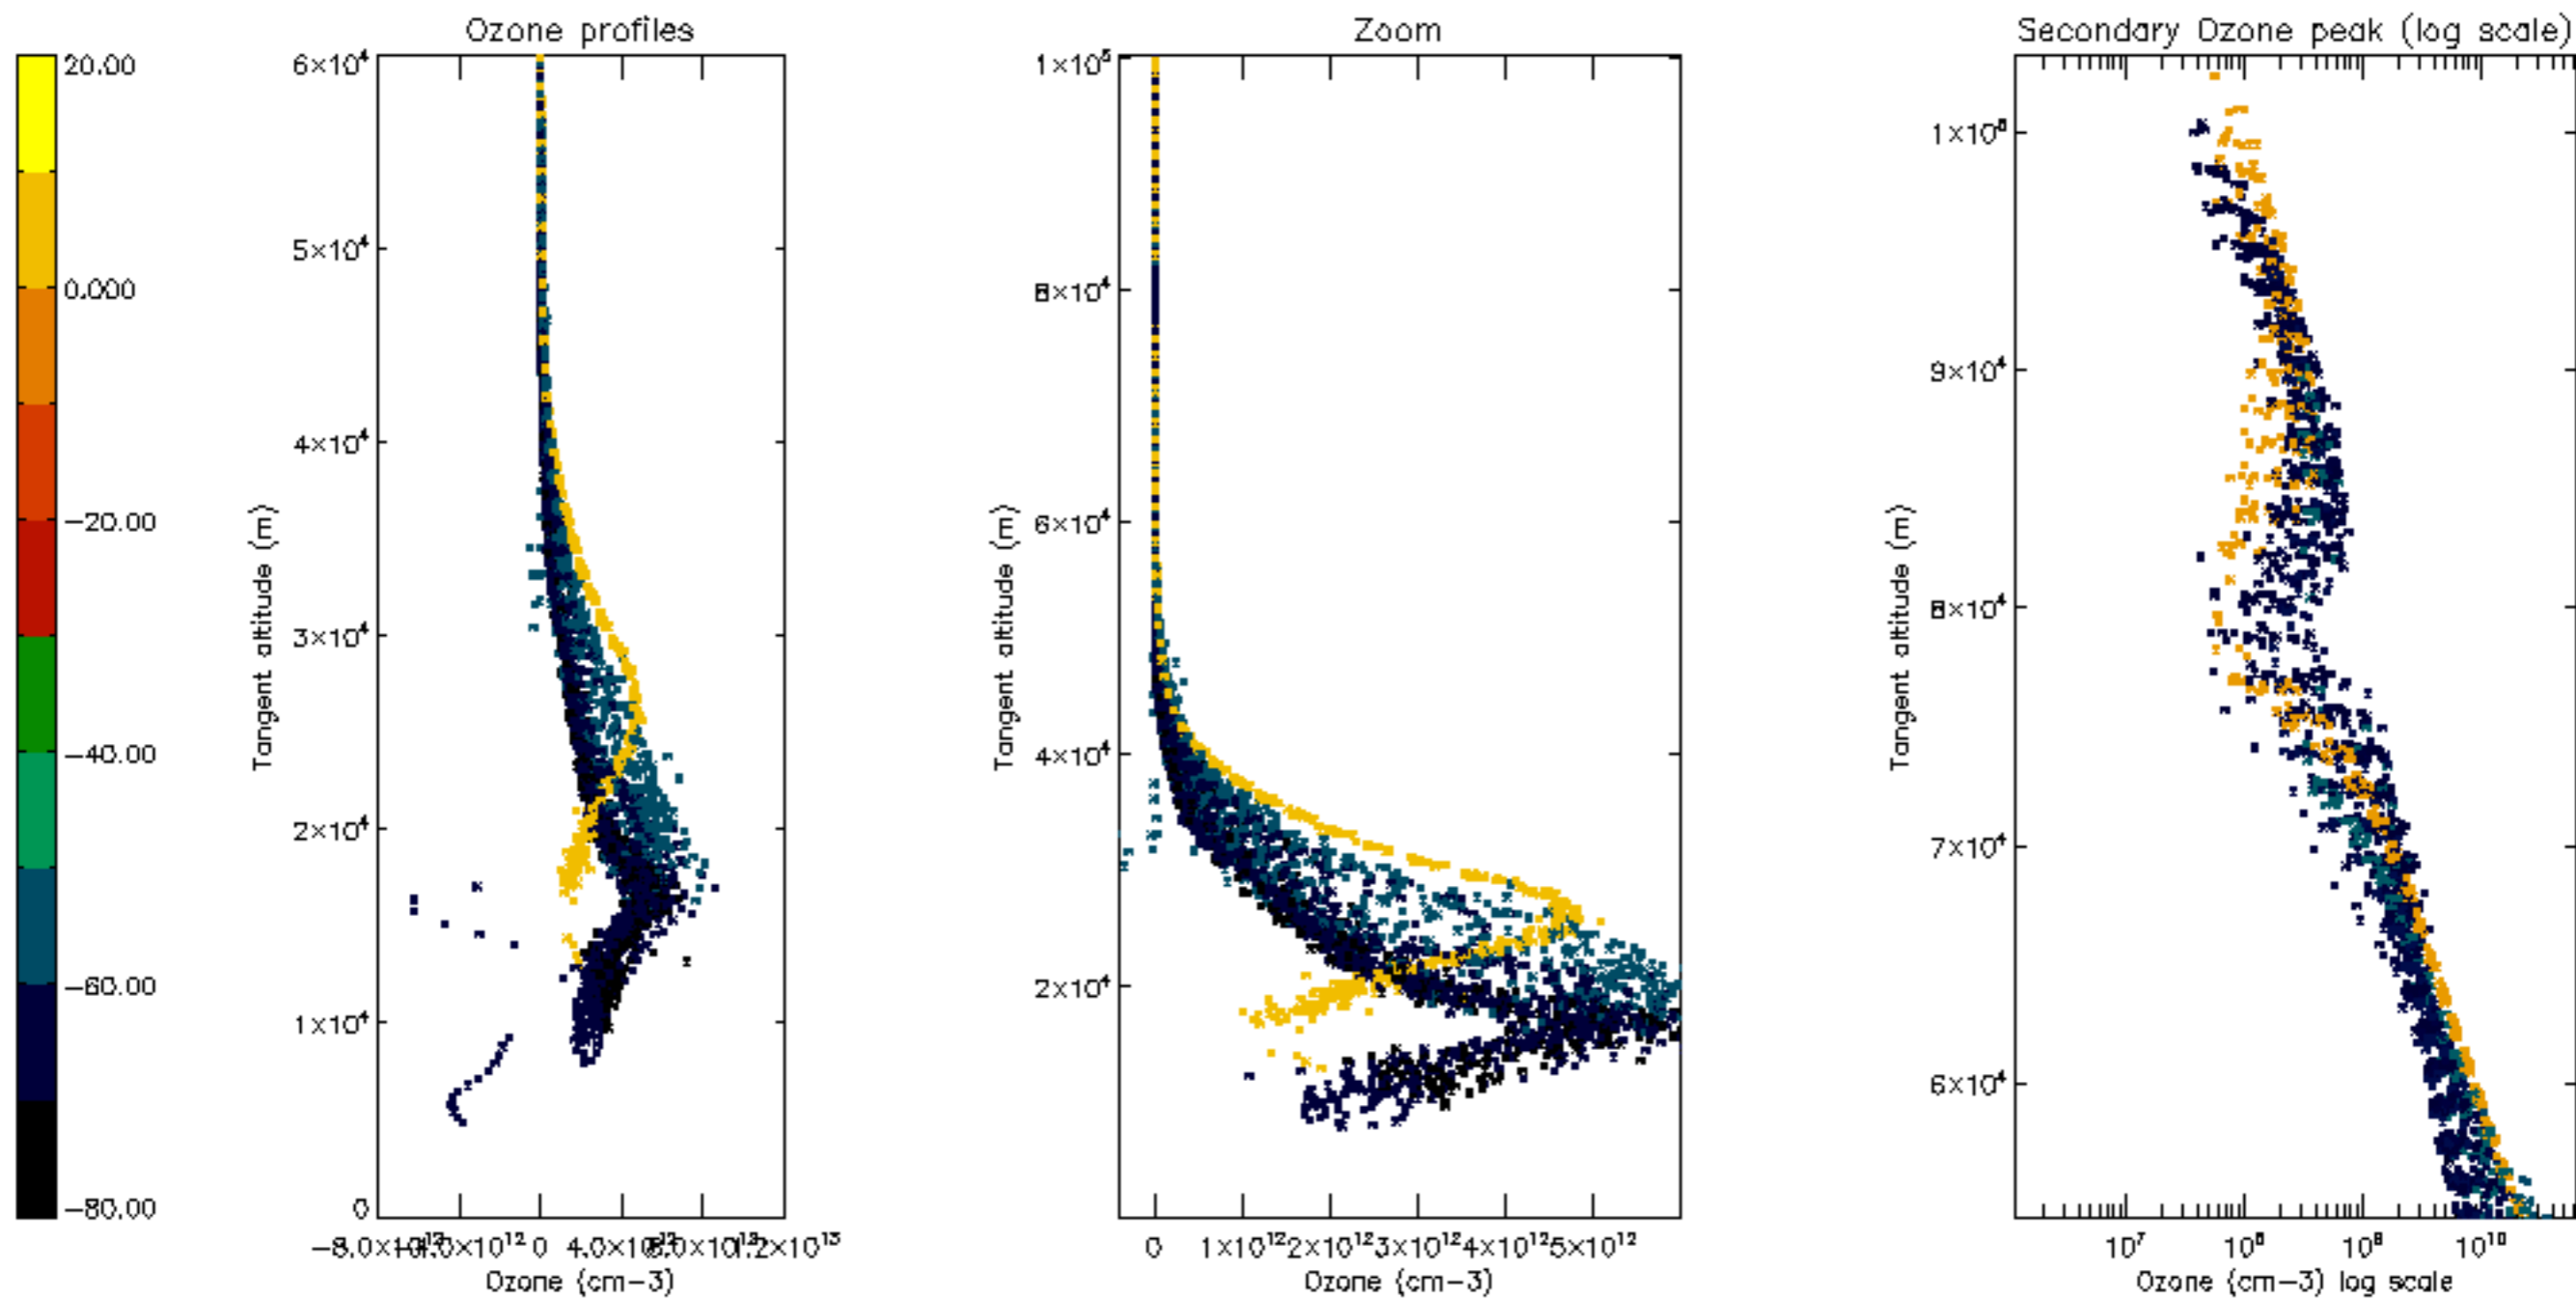 Ozone profiles
Zoom
Secondary Ozone peak (log scale)
20.00
0.000
−20.00
−40.00
−60.00
−80.00
6×10⁴
5×10⁴
4×10⁴
3×10⁴
2×10⁴
1×10⁴
0
Tangent altitude (m)
0
Ozone (cm−3)
1×10⁵
8×10⁴
6×10⁴
4×10⁴
2×10⁴
Tangent altitude (m)
0 1×10¹² 2×10¹² 3×10¹² 4×10¹² 5×10¹²
Ozone (cm−3)
9×10⁴
8×10⁴
7×10⁴
6×10⁴
Tangent altitude (m)
10⁷ 10⁸ 10⁹ 10¹⁰
Ozone (cm−3) log scale